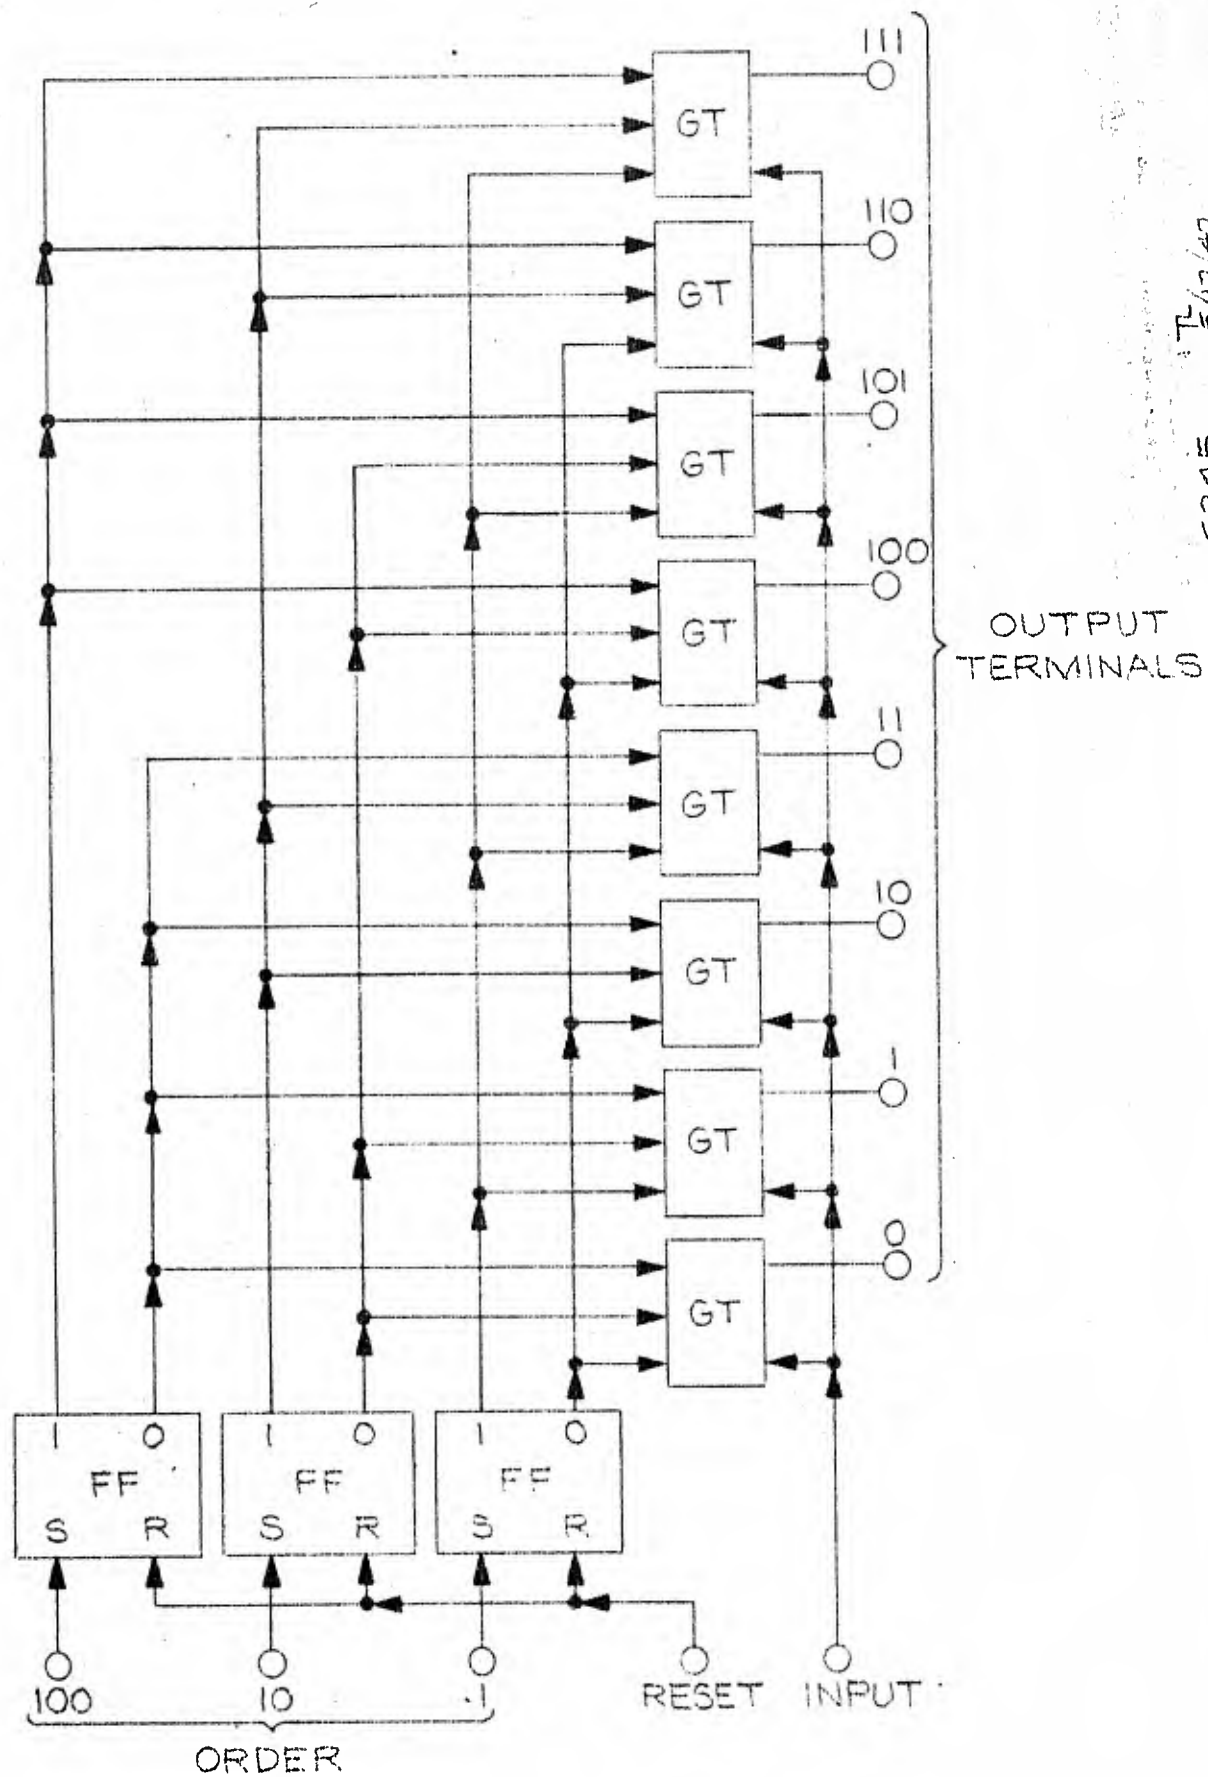 111
GT
110
GT
101
GT
100
GT
OUTPUT
TERMINALS
11
GT
10
GT
1
GT
0
GT
1 0 1 0 1 0
FF FF FF
S R S R S R
100 10 1 RESET INPUT
ORDER